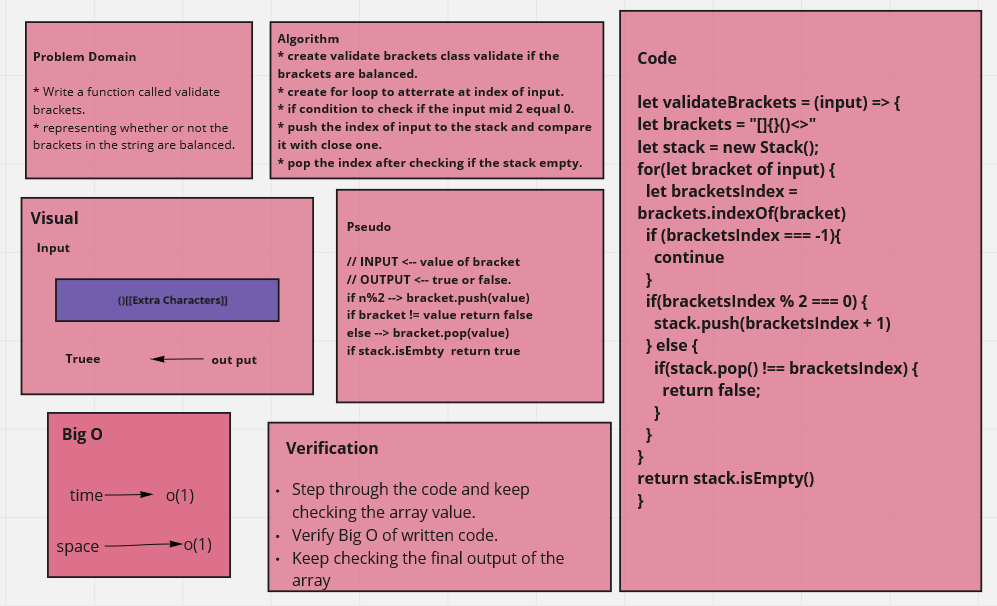 Problem Domain
* Write a function called validate
brackets.
* representing whether or not the
brackets in the string are balanced.
Algorithm
* create validate brackets class validate if the
brackets are balanced.
* create for loop to atterrate at index of input.
* if condition to check if the input mid 2 equal 0.
* push the index of input to the stack and compare
it with close one.
* pop the index after checking if the stack empty.
Visual
Input
()[[Extra Characters]]
Truee
out put
Pseudo
// INPUT <-- value of bracket
// OUTPUT <-- true or false.
if n%2 --> bracket.push(value)
if bracket != value return false
else --> bracket.pop(value)
if stack.isEmbty  return true
Big O
time
o(1)
space
o(1)
Verification
• Step through the code and keep
checking the array value.
• Verify Big O of written code.
• Keep checking the final output of the
array
Code
let validateBrackets = (input) => {
let brackets = "[]{}()<>"
let stack = new Stack();
for(let bracket of input) {
let bracketsIndex =
brackets.indexOf(bracket)
if (bracketsIndex === -1){
continue
}
if(bracketsIndex % 2 === 0) {
stack.push(bracketsIndex + 1)
} else {
if(stack.pop() !== bracketsIndex) {
return false;
}
}
}
return stack.isEmpty()
}